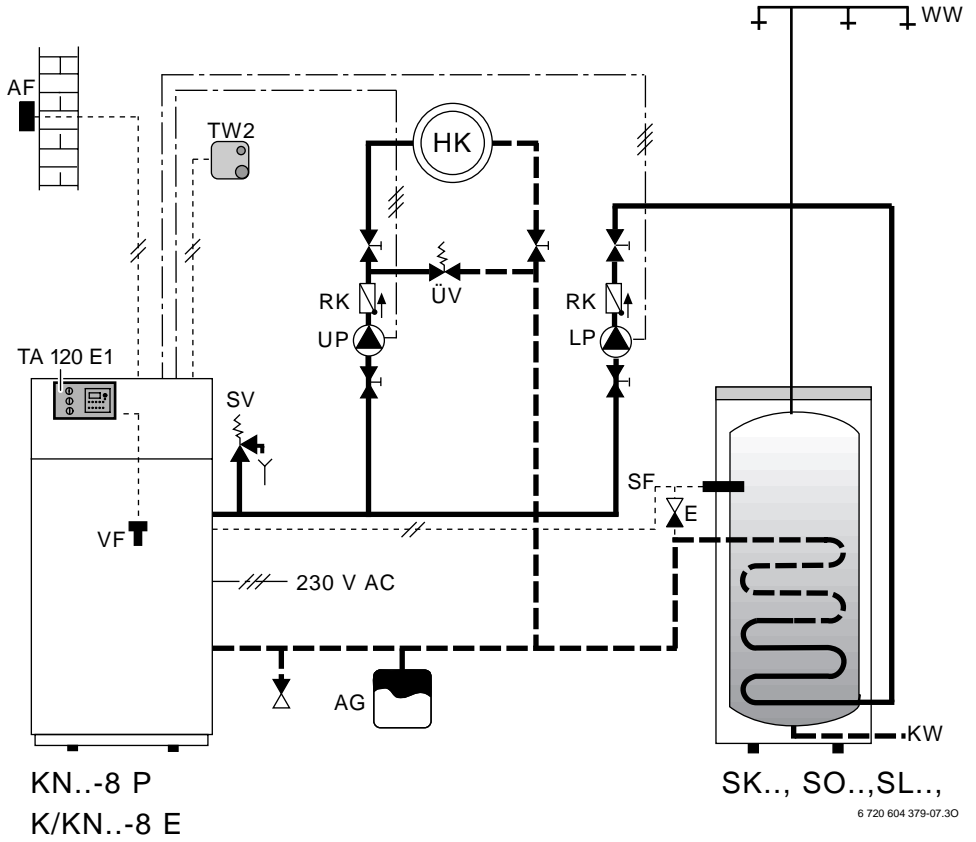 WW
AF
TW2
HK
RK
ÜV
RK
UP
LP
TA 120 E1
SV
SF
E
VF
230 V AC
AG
KW
KN..-8 P
K/KN..-8 E
SK.., SO..,SL..,
6 720 604 379-07.3O